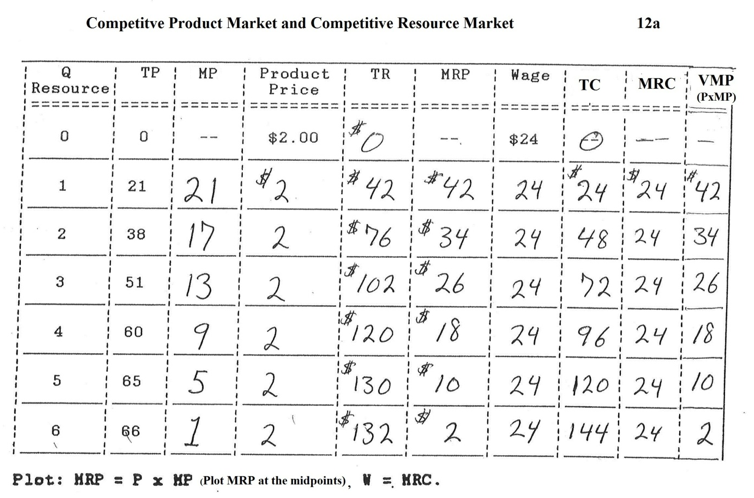 Competitve Product Market and Competitive Resource Market 12a
Q Resource TP MP Product Price TR MRP Wage TC MRC VMP (PxMP)
0 0 -- $2.00 $0 -- $24 0 -- —
1 21 21 $2 $42 $42 24 $24 $24 $42
2 38 17 2 $76 $34 24 48 24 34
3 51 13 2 $102 $26 24 72 24 26
4 60 9 2 $120 $18 24 96 24 18
5 65 5 2 $130 $10 24 120 24 10
6 66 1 2 $132 $2 24 144 24 2
Plot: MRP = P x MP (Plot MRP at the midpoints), W = MRC.